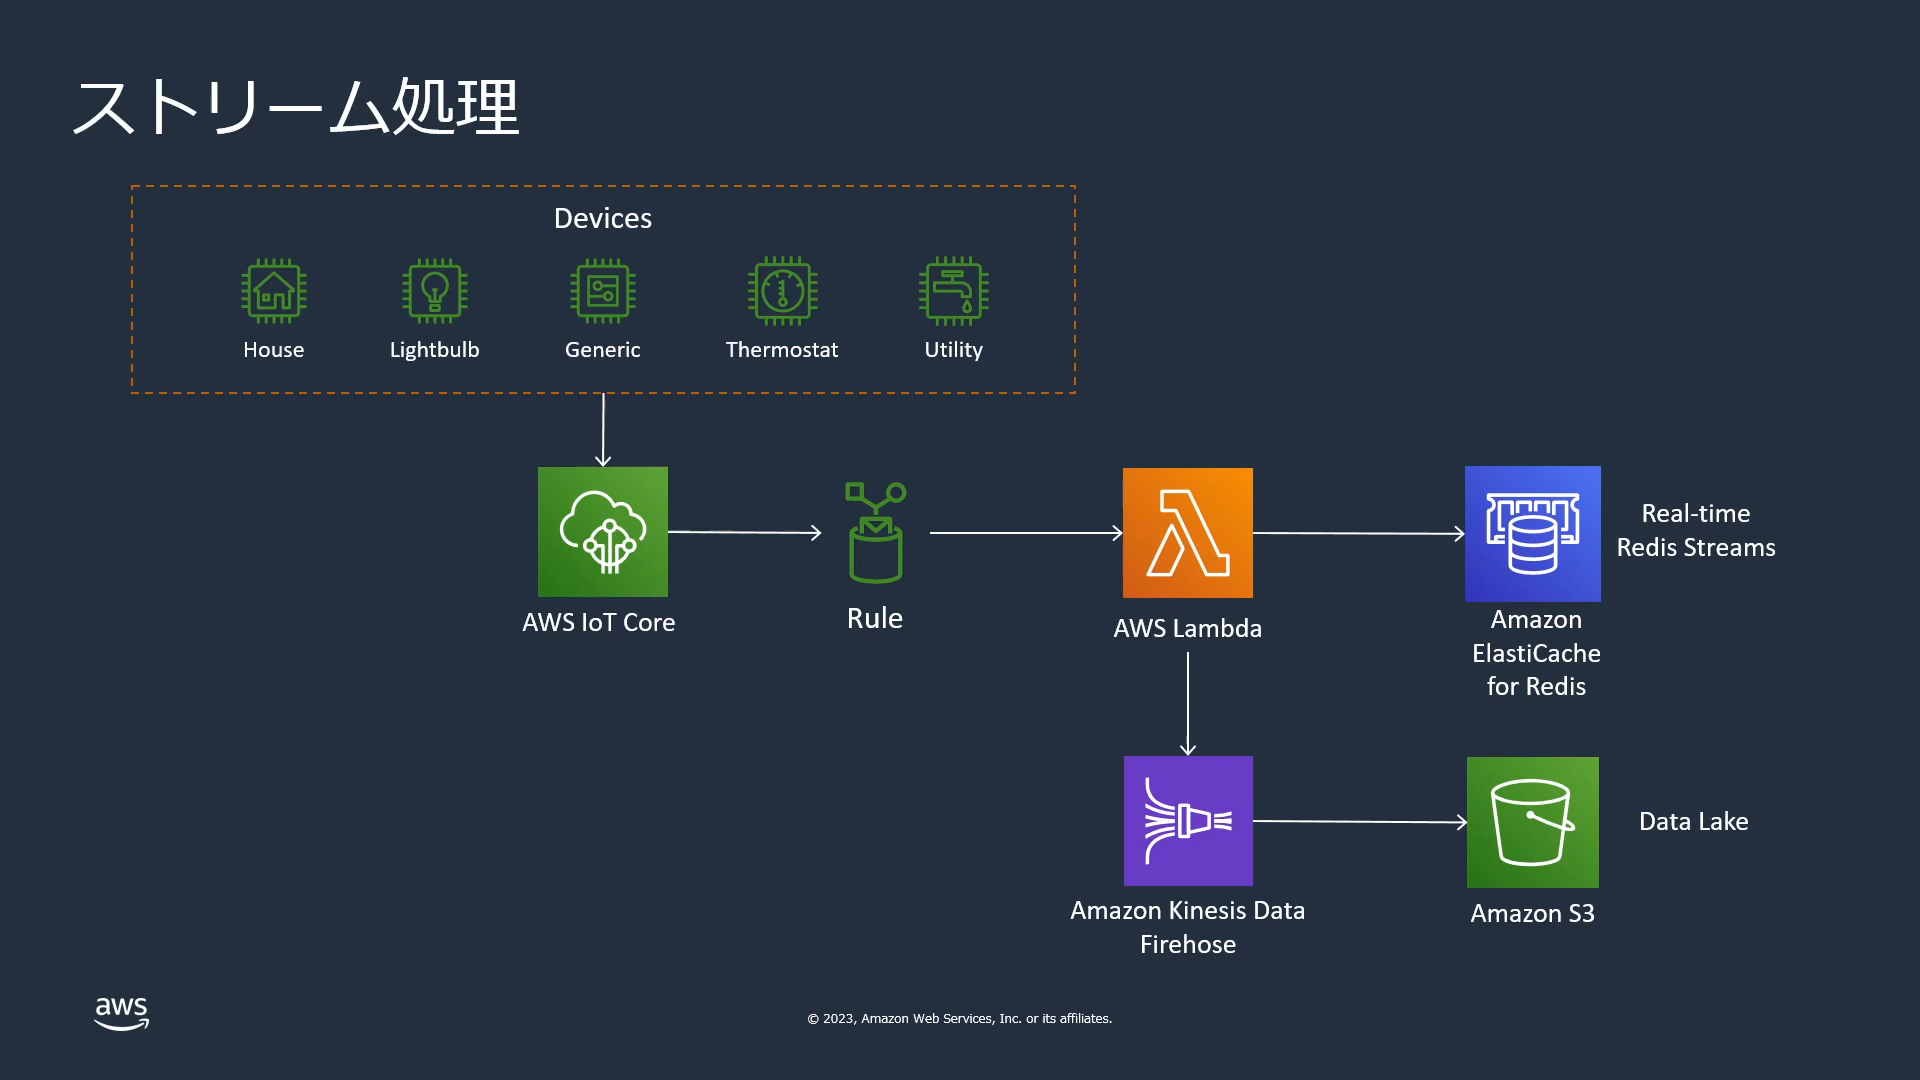 ストリーム処理
Devices
House
Lightbulb
Generic
Thermostat
Utility
AWS IoT Core
Rule
AWS Lambda
Amazon
ElastiCache
for Redis
Real-time
Redis Streams
Amazon Kinesis Data
Firehose
Amazon S3
Data Lake
aws
© 2023, Amazon Web Services, Inc. or its affiliates.